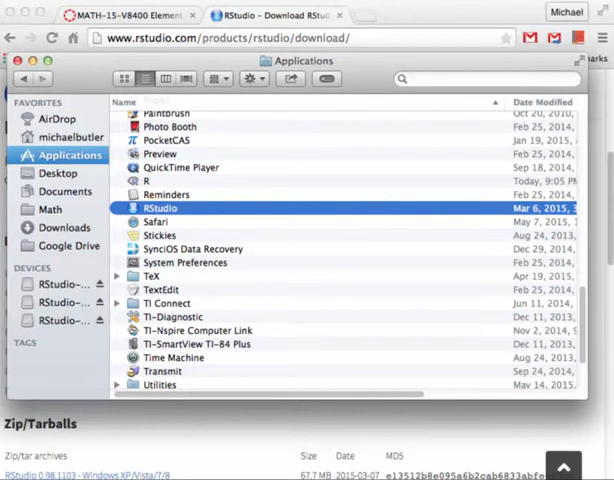 MATH-15-V8400 Element
RStudio – Download RStu
Michael
www.rstudio.com/products/rstudio/download/
Applications
FAVORITES
AirDrop
michaelbutler
Applications
Desktop
Documents
Math
Downloads
Google Drive
DEVICES
RStudio-...
RStudio-...
RStudio-...
TAGS
Name Date Modified
Paintbrush Oct 20, 2010,
Photo Booth Feb 25, 2014,
PocketCAS Jan 19, 2015,
Preview Feb 25, 2014,
QuickTime Player Sep 18, 2014,
R Today, 9:05 PM
Reminders Feb 25, 2014,
RStudio Mar 6, 2015, 3
Safari May 7, 2015,
Stickies Aug 24, 2013,
SynciOS Data Recovery Dec 29, 2014,
System Preferences Feb 25, 2014,
TeX Apr 19, 2015,
TextEdit Feb 25, 2014,
TI Connect Jun 11, 2014,
TI-Diagnostic Dec 11, 2013,
TI-Nspire Computer Link Nov 2, 2014,
TI-SmartView TI-84 Plus Dec 11, 2013,
Time Machine Aug 24, 2013,
Transmit Sep 24, 2014,
Utilities May 14, 2015,
Zip/Tarballs
Zip/tar archives Size Date MD5
RStudio 0.98.1103 - Windows XP/Vista/7/8 67.7 MB 2015-03-07 e13512b8e095a6b2cab6833abfe